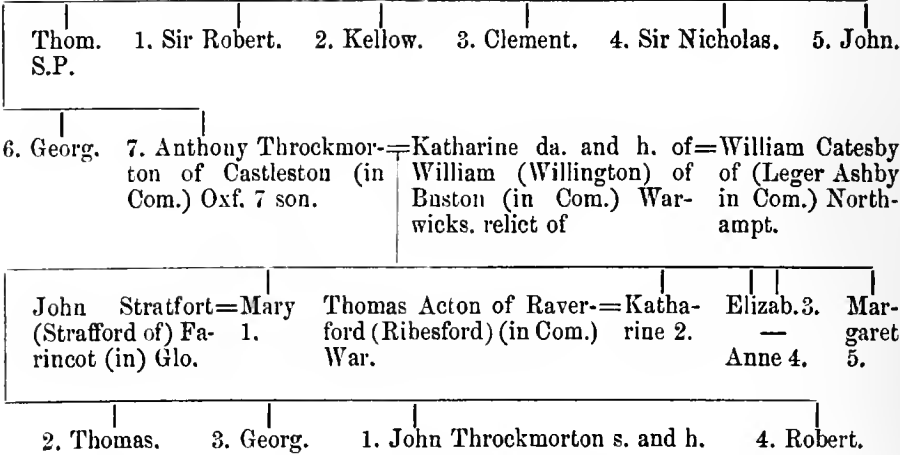 Thom. 1. Sir Robert. 2. Kellow. 3. Clement. 4. Sir Nicholas. 5. John.
S.P.
6. Georg. 7. Anthony Throckmor-=Katharine da. and h. of=William Catesby
ton of Castleston (in William (Willington) of of (Leger Ashby
Com.) Oxf. 7 son. Buston (in Com.) War- in Com.) North-
wicks. relict of ampt.
John Stratfort=Mary Thomas Acton of Raver-=Katha- Elizab.3. Mar-
(Strafford of) Fa- 1. ford (Ribesford) (in Com.) rine 2. — garet
rincot (in) Glo. War. Anne 4. 5.
2. Thomas. 3. Georg. 1. John Throckmorton s. and h. 4. Robert.